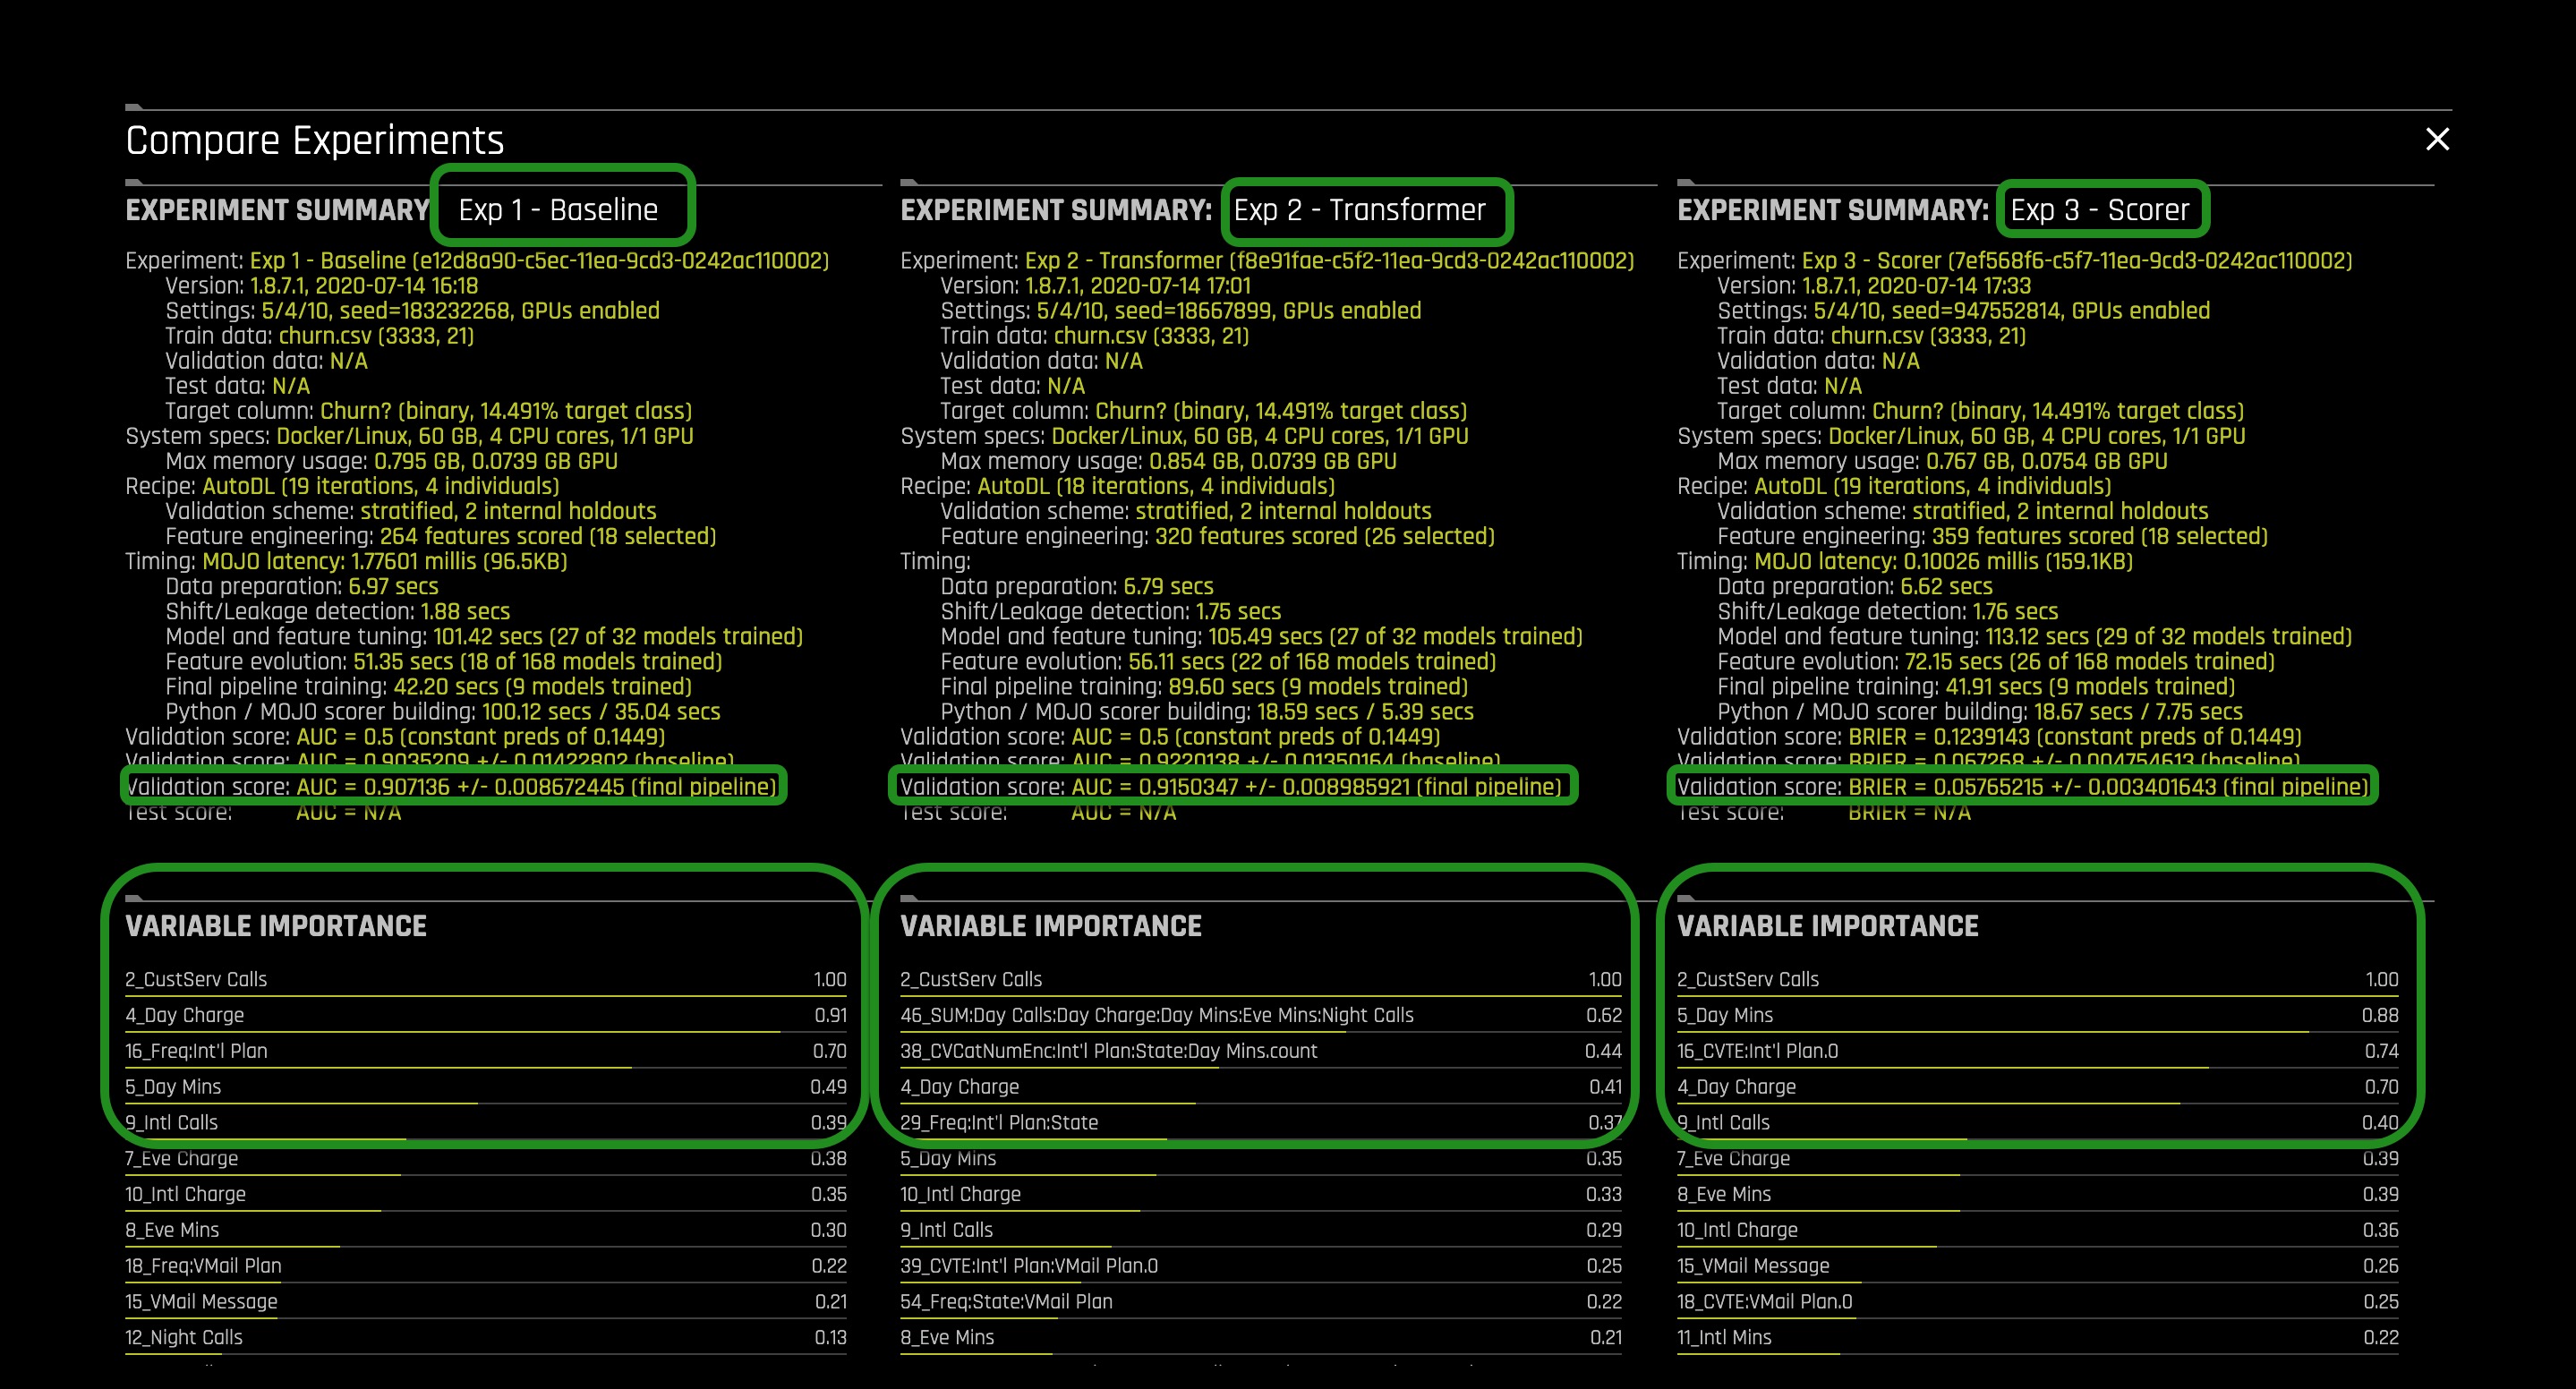 Compare Experiments
EXPERIMENT SUMMARY Exp 1 - Baseline
Experiment: Exp 1 - Baseline (e12d8a90-c5ec-11ea-9cd3-0242ac110002)
Version: 1.8.7.1, 2020-07-14 16:18
Settings: 5/4/10, seed=183232268, GPUs enabled
Train data: churn.csv (3333, 21)
Validation data: N/A
Test data: N/A
Target column: Churn? (binary, 14.491% target class)
System specs: Docker/Linux, 60 GB, 4 CPU cores, 1/1 GPU
Max memory usage: 0.795 GB, 0.0739 GB GPU
Recipe: AutoDL (19 iterations, 4 individuals)
Validation scheme: stratified, 2 internal holdouts
Feature engineering: 264 features scored (18 selected)
Timing: MOJO latency: 1.77601 millis (96.5KB)
Data preparation: 6.97 secs
Shift/Leakage detection: 1.88 secs
Model and feature tuning: 101.42 secs (27 of 32 models trained)
Feature evolution: 51.35 secs (18 of 168 models trained)
Final pipeline training: 42.20 secs (9 models trained)
Python / MOJO scorer building: 100.12 secs / 35.04 secs
Validation score: AUC = 0.5 (constant preds of 0.1449)
Validation score: AUC = 0.9035209 +/- 0.01422802 (baseline)
Validation score: AUC = 0.907136 +/- 0.008672445 (final pipeline)
Test score: AUC = N/A
VARIABLE IMPORTANCE
2_CustServ Calls 1.00
4_Day Charge 0.91
16_Freq:Int'l Plan 0.70
5_Day Mins 0.49
9_Intl Calls 0.39
7_Eve Charge 0.38
10_Intl Charge 0.35
8_Eve Mins 0.30
18_Freq:VMail Plan 0.22
15_VMail Message 0.21
12_Night Calls 0.13
EXPERIMENT SUMMARY: Exp 2 - Transformer
Experiment: Exp 2 - Transformer (f8e91fae-c5f2-11ea-9cd3-0242ac110002)
Version: 1.8.7.1, 2020-07-14 17:01
Settings: 5/4/10, seed=18667899, GPUs enabled
Train data: churn.csv (3333, 21)
Validation data: N/A
Test data: N/A
Target column: Churn? (binary, 14.491% target class)
System specs: Docker/Linux, 60 GB, 4 CPU cores, 1/1 GPU
Max memory usage: 0.854 GB, 0.0739 GB GPU
Recipe: AutoDL (18 iterations, 4 individuals)
Validation scheme: stratified, 2 internal holdouts
Feature engineering: 320 features scored (26 selected)
Timing:
Data preparation: 6.79 secs
Shift/Leakage detection: 1.75 secs
Model and feature tuning: 105.49 secs (27 of 32 models trained)
Feature evolution: 56.11 secs (22 of 168 models trained)
Final pipeline training: 89.60 secs (9 models trained)
Python / MOJO scorer building: 18.59 secs / 5.39 secs
Validation score: AUC = 0.5 (constant preds of 0.1449)
Validation score: AUC = 0.9220138 +/- 0.01350164 (baseline)
Validation score: AUC = 0.9150347 +/- 0.008985921 (final pipeline)
Test score: AUC = N/A
VARIABLE IMPORTANCE
2_CustServ Calls 1.00
46_SUM:Day Calls:Day Charge:Day Mins:Eve Mins:Night Calls 0.62
38_CVCatNumEnc:Int'l Plan:State:Day Mins.count 0.44
4_Day Charge 0.41
29_Freq:Int'l Plan:State 0.37
5_Day Mins 0.35
10_Intl Charge 0.33
9_Intl Calls 0.29
39_CVTE:Int'l Plan:VMail Plan.0 0.25
54_Freq:State:VMail Plan 0.22
8_Eve Mins 0.21
EXPERIMENT SUMMARY: Exp 3 - Scorer
Experiment: Exp 3 - Scorer (7ef568f6-c5f7-11ea-9cd3-0242ac110002)
Version: 1.8.7.1, 2020-07-14 17:33
Settings: 5/4/10, seed=947552814, GPUs enabled
Train data: churn.csv (3333, 21)
Validation data: N/A
Test data: N/A
Target column: Churn? (binary, 14.491% target class)
System specs: Docker/Linux, 60 GB, 4 CPU cores, 1/1 GPU
Max memory usage: 0.767 GB, 0.0754 GB GPU
Recipe: AutoDL (19 iterations, 4 individuals)
Validation scheme: stratified, 2 internal holdouts
Feature engineering: 359 features scored (18 selected)
Timing: MOJO latency: 0.10026 millis (159.1KB)
Data preparation: 6.62 secs
Shift/Leakage detection: 1.76 secs
Model and feature tuning: 113.12 secs (29 of 32 models trained)
Feature evolution: 72.15 secs (26 of 168 models trained)
Final pipeline training: 41.91 secs (9 models trained)
Python / MOJO scorer building: 18.67 secs / 7.75 secs
Validation score: BRIER = 0.1239143 (constant preds of 0.1449)
Validation score: BRIER = 0.067268 +/- 0.004754613 (baseline)
Validation score: BRIER = 0.05765215 +/- 0.003401643 (final pipeline)
Test score: BRIER = N/A
VARIABLE IMPORTANCE
2_CustServ Calls 1.00
5_Day Mins 0.88
16_CVTE:Int'l Plan.0 0.74
4_Day Charge 0.70
9_Intl Calls 0.40
7_Eve Charge 0.39
8_Eve Mins 0.39
10_Intl Charge 0.36
15_VMail Message 0.26
18_CVTE:VMail Plan.0 0.25
11_Intl Mins 0.22